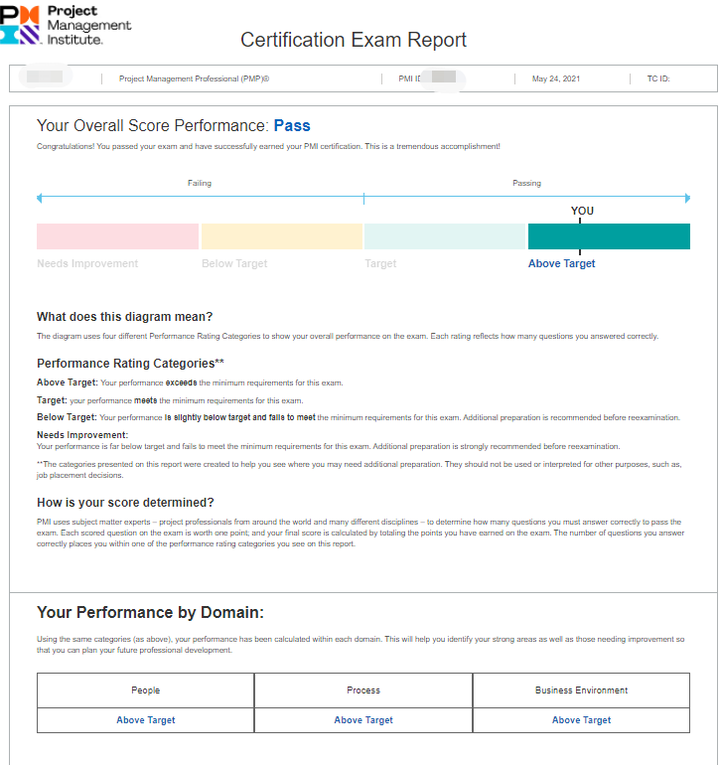 Project
Management
Institute.
Certification Exam Report
Project Management Professional (PMP)® PMI ID May 24, 2021 TC ID:
Your Overall Score Performance: Pass
Congratulations! You passed your exam and have successfully earned your PMI certification. This is a tremendous accomplishment!
Failing Passing
YOU
Needs Improvement Below Target Target Above Target
What does this diagram mean?
The diagram uses four different Performance Rating Categories to show your overall performance on the exam. Each rating reflects how many questions you answered correctly.
Performance Rating Categories**
Above Target: Your performance exceeds the minimum requirements for this exam.
Target: your performance meets the minimum requirements for this exam.
Below Target: Your performance is slightly below target and fails to meet the minimum requirements for this exam. Additional preparation is recommended before reexamination.
Needs Improvement:
Your performance is far below target and fails to meet the minimum requirements for this exam. Additional preparation is strongly recommended before reexamination.
**The categories presented on this report were created to help you see where you may need additional preparation. They should not be used or interpreted for other purposes, such as,
job placement decisions.
How is your score determined?
PMI uses subject matter experts – project professionals from around the world and many different disciplines – to determine how many questions you must answer correctly to pass the
exam. Each scored question on the exam is worth one point; and your final score is calculated by totaling the points you have earned on the exam. The number of questions you answer
correctly places you within one of the performance rating categories you see on this report.
Your Performance by Domain:
Using the same categories (as above), your performance has been calculated within each domain. This will help you identify your strong areas as well as those needing improvement so
that you can plan your future professional development.
People Process Business Environment
Above Target Above Target Above Target